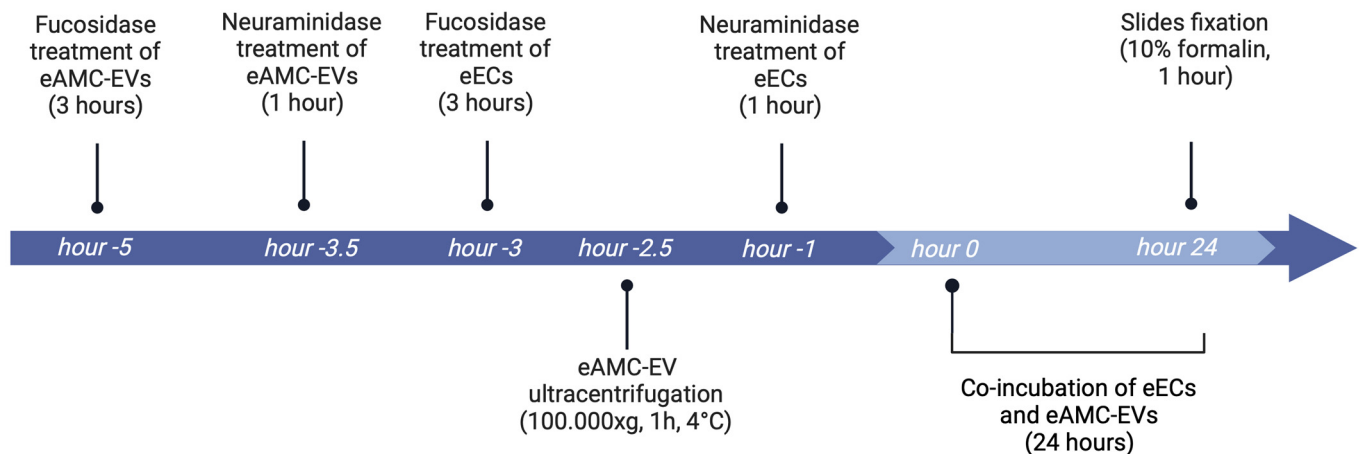 Fucosidase
treatment of
eAMC-EVs
(3 hours)
Neuraminidase
treatment of
eAMC-EVs
(1 hour)
Fucosidase
treatment of
eECs
(3 hours)
Neuraminidase
treatment of
eECs
(1 hour)
Slides fixation
(10% formalin,
1 hour)
hour -5
hour -3.5
hour -3
hour -2.5
hour -1
hour 0
hour 24
eAMC-EV
ultracentrifugation
(100.000xg, 1h, 4°C)
Co-incubation of eECs
and eAMC-EVs
(24 hours)